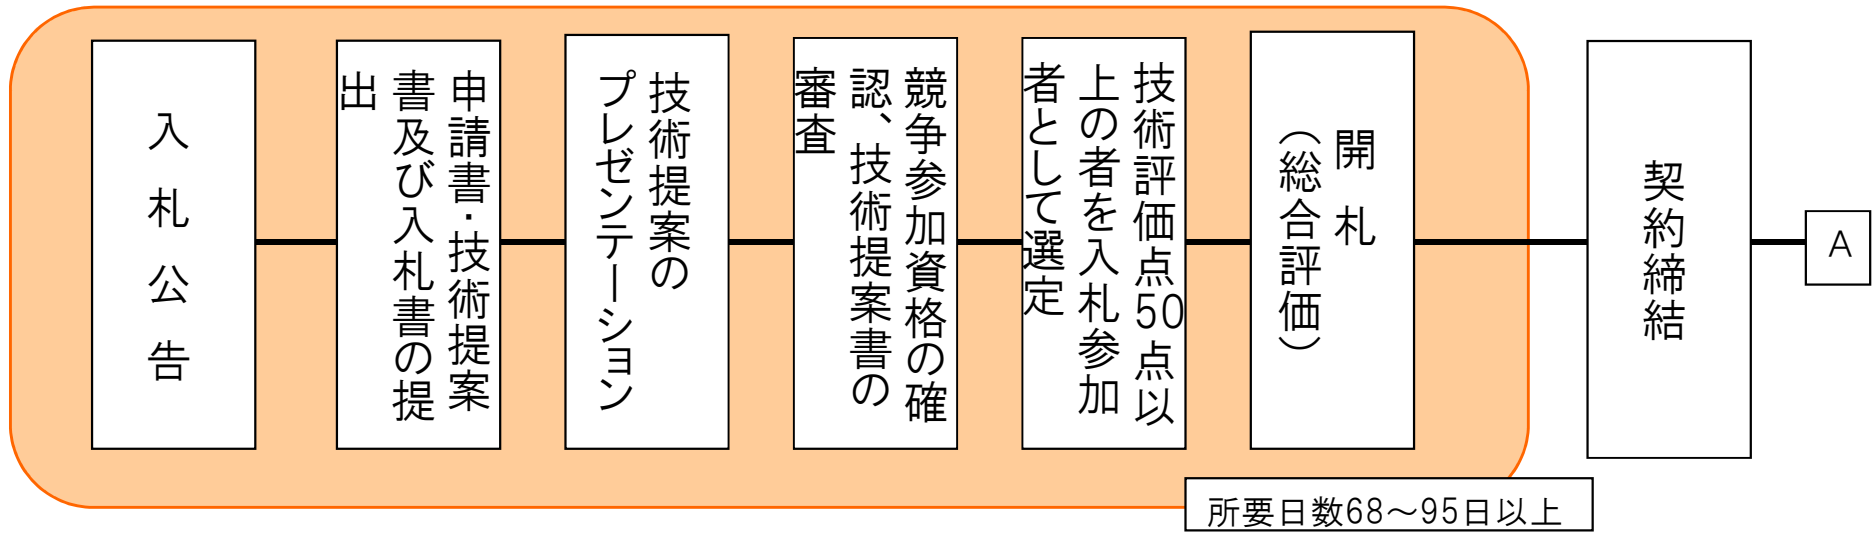 入札公告
申請書・技術提案
書及び入札書の提
出
技術提案の
プレゼンテーション
競争参加資格の確
認、技術提案書の
審査
技術評価点50点以
上の者を入札参加
者として選定
開札
（総合評価）
契約締結
A
所要日数68～95日以上